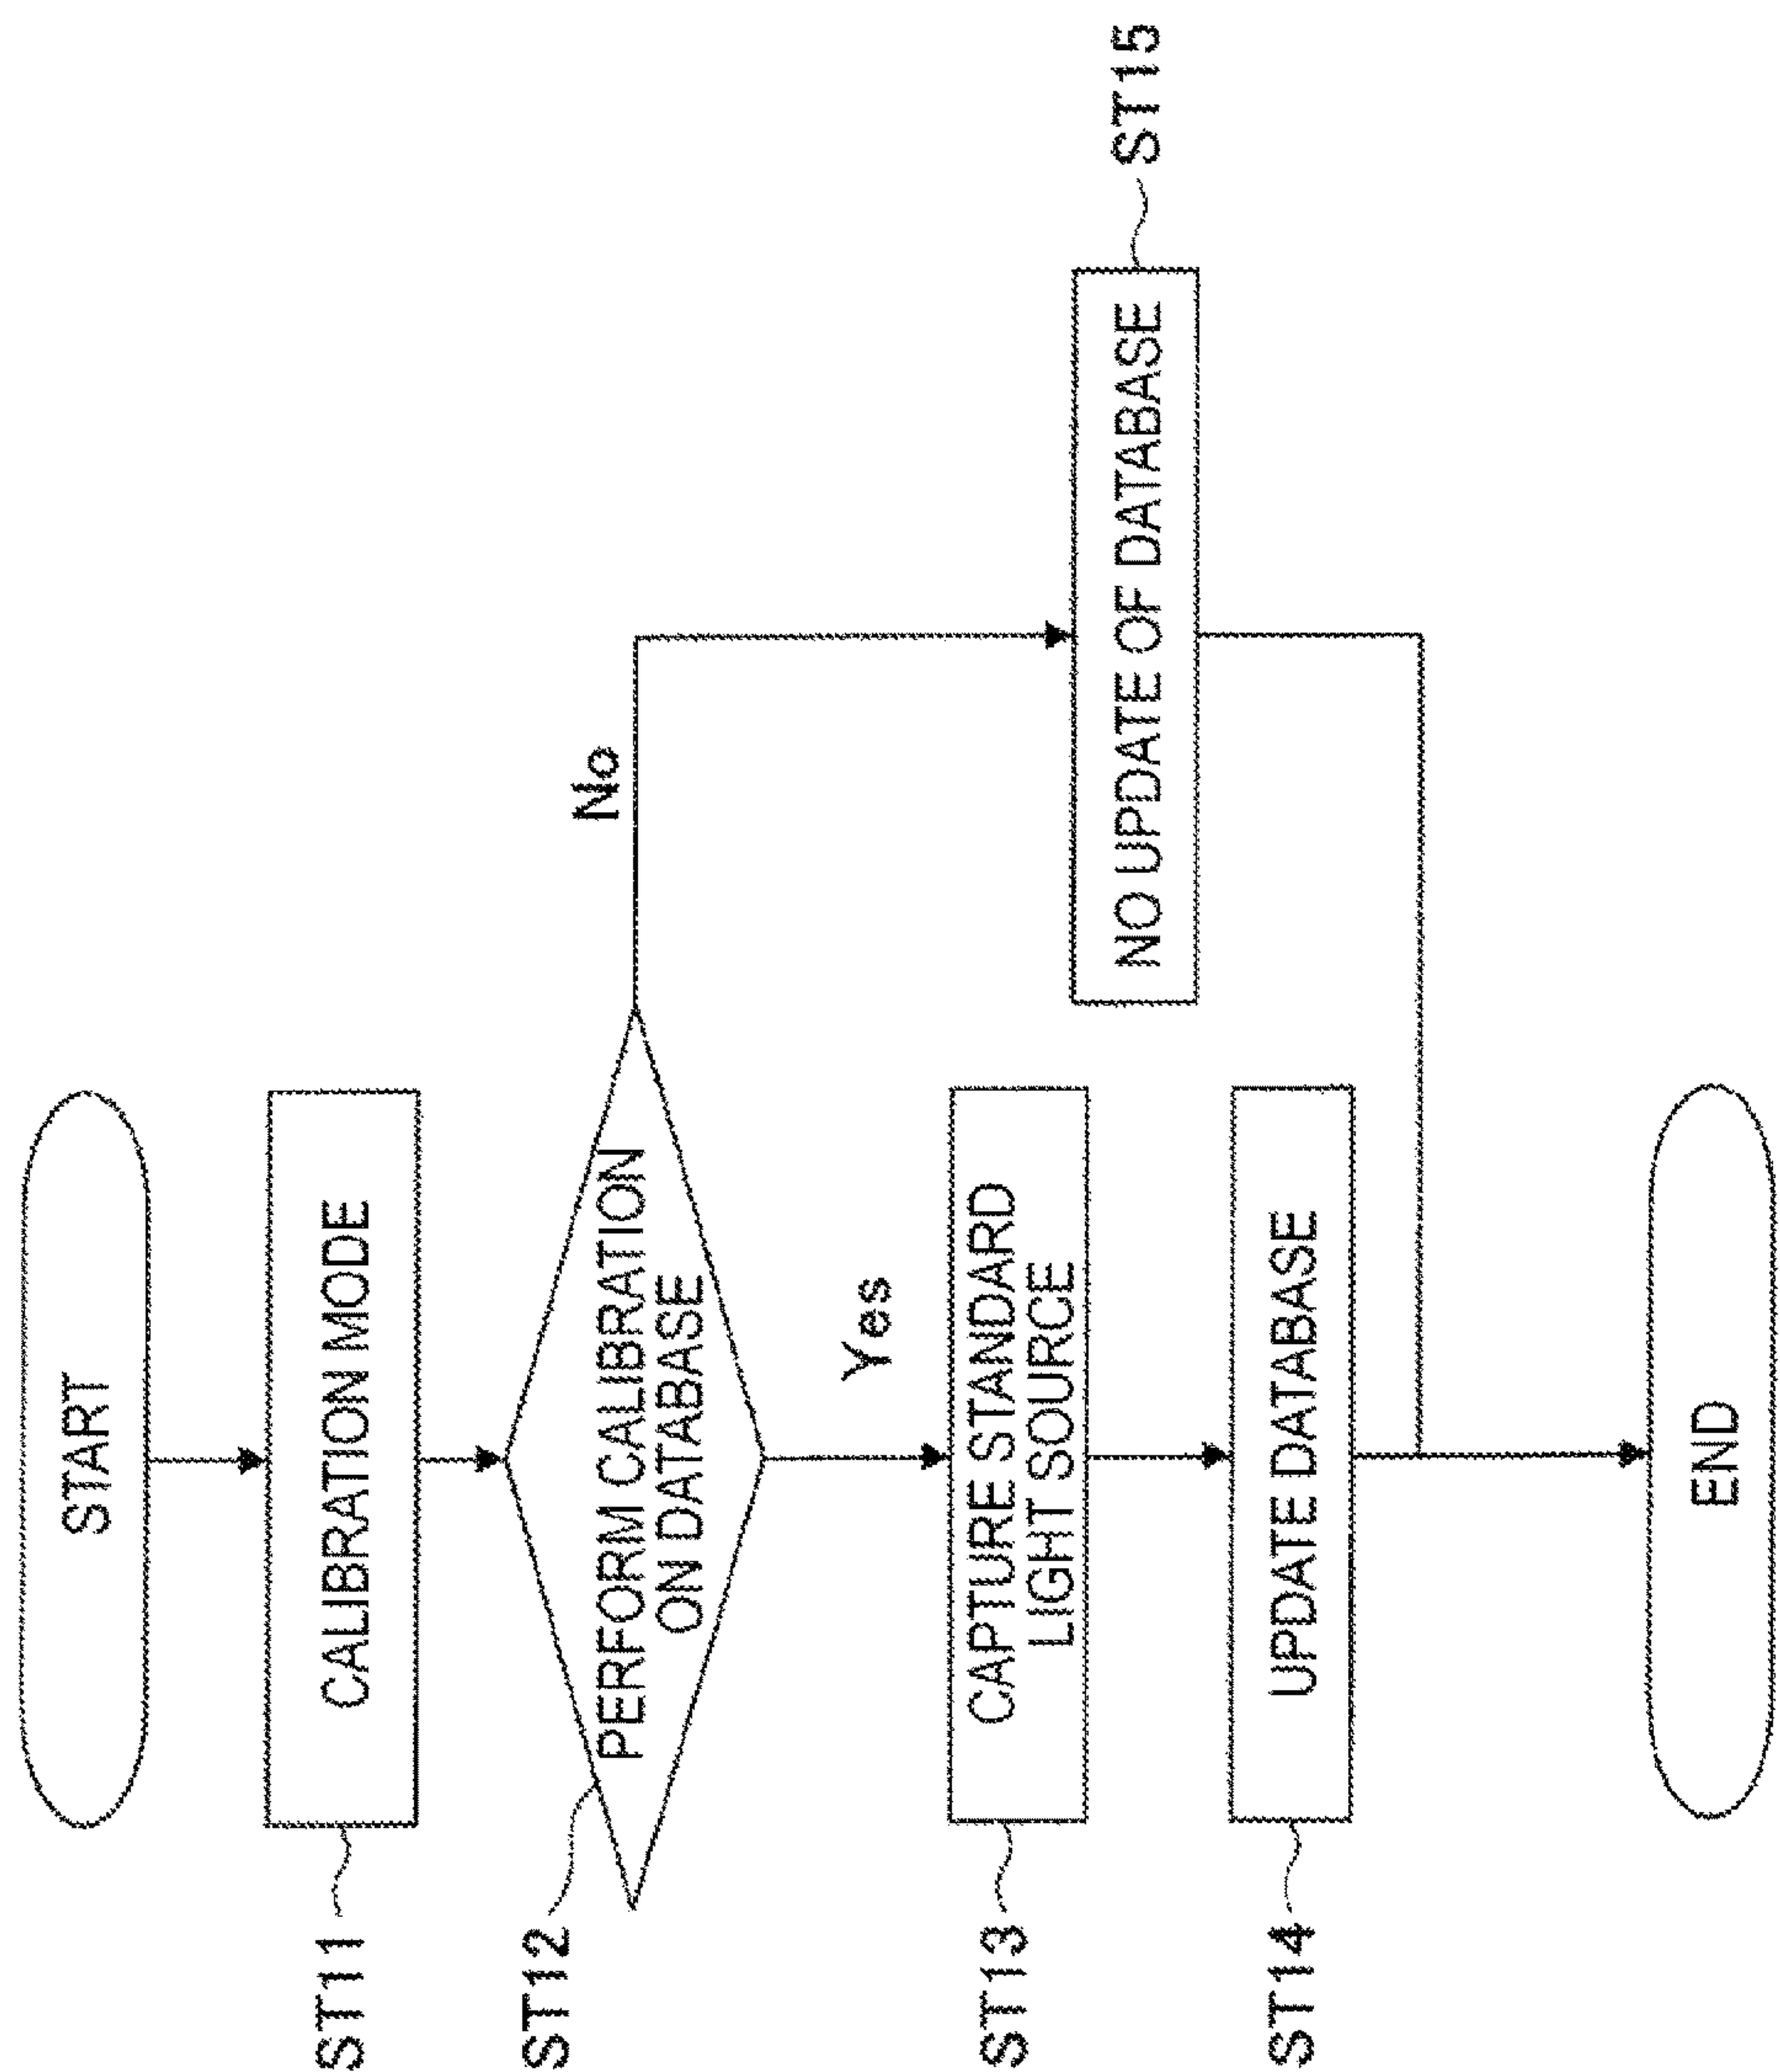 START
ST11
CALIBRATION MODE
ST12
PERFORM CALIBRATION
ON DATABASE
No
Yes
ST13
CAPTURE STANDARD
LIGHT SOURCE
NO UPDATE OF DATABASE
ST15
ST14
UPDATE DATABASE
END